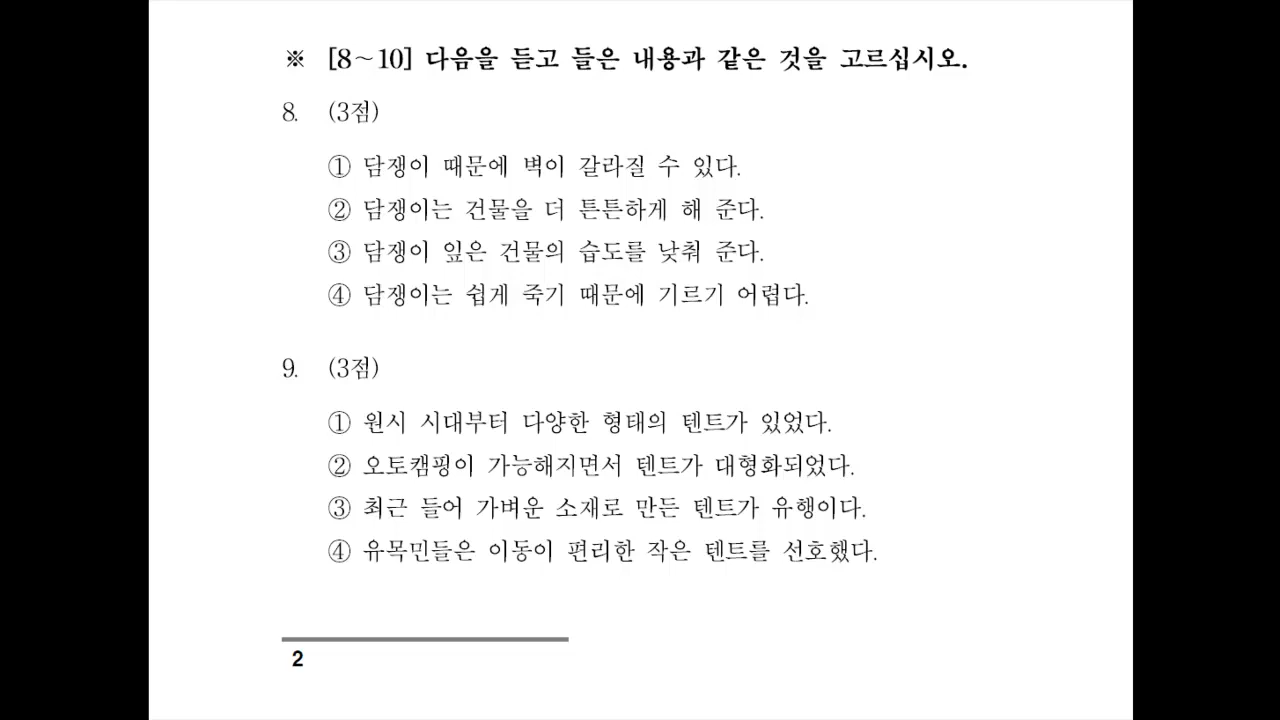 ※ [8~10] 다음을 듣고 들은 내용과 같은 것을 고르십시오.
8. (3점)
① 담쟁이 때문에 벽이 갈라질 수 있다.
② 담쟁이는 건물을 더 튼튼하게 해 준다.
③ 담쟁이 잎은 건물의 습도를 낮춰 준다.
④ 담쟁이는 쉽게 죽기 때문에 기르기 어렵다.
9. (3점)
① 원시 시대부터 다양한 형태의 텐트가 있었다.
② 오토캠핑이 가능해지면서 텐트가 대형화되었다.
③ 최근 들어 가벼운 소재로 만든 텐트가 유행이다.
④ 유목민들은 이동이 편리한 작은 텐트를 선호했다.
2